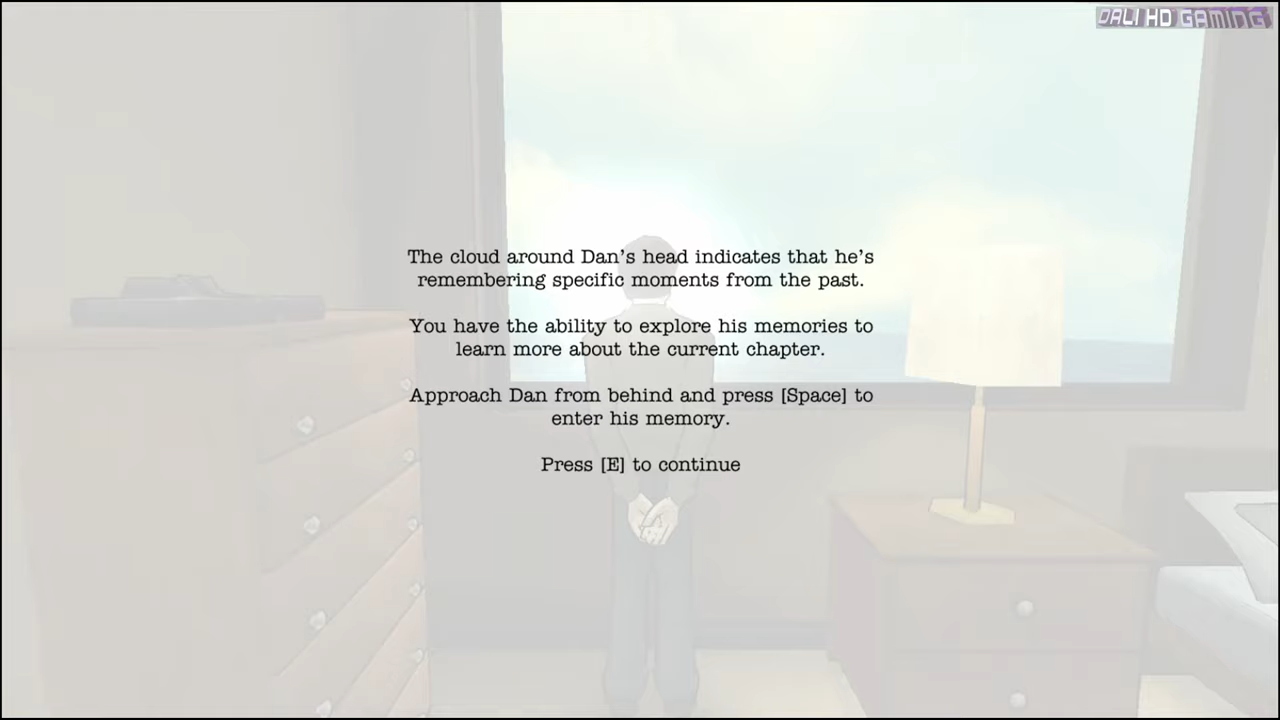 DALI HD GAMING
The cloud around Dan's head indicates that he's
remembering specific moments from the past.
You have the ability to explore his memories to
learn more about the current chapter.
Approach Dan from behind and press [Space] to
enter his memory.
Press [E] to continue